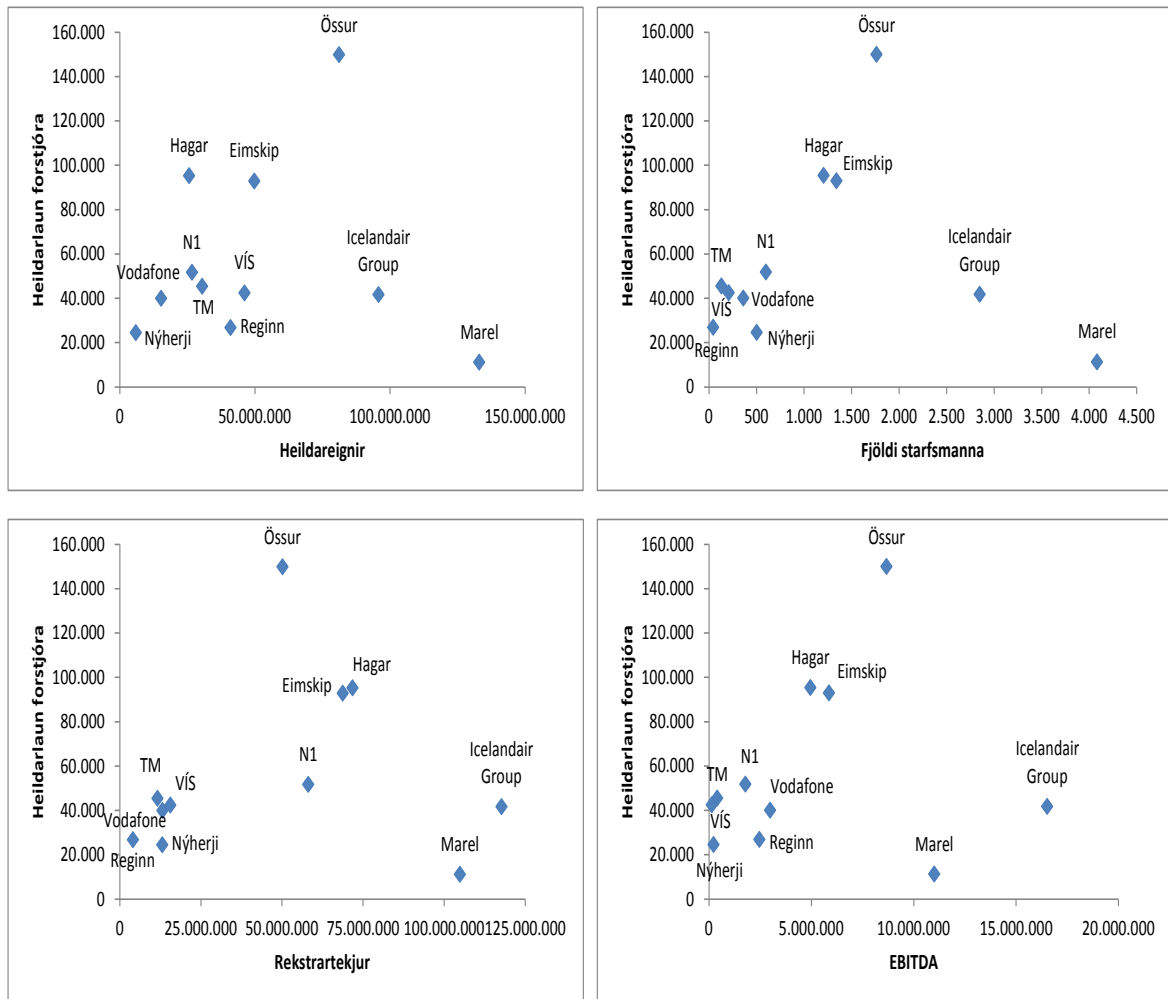 Össur
160.000
140.000
120.000
100.000
80.000
60.000
40.000
20.000
0
Heildarlaun forstjóra
Hagar
Eimskip
N1
VÍS
Icelandair
Group
Vodafone
TM
Reginn
Nýherji
Marel
0
50.000.000
100.000.000
150.000.000
Heildareignir
Össur
160.000
140.000
120.000
100.000
80.000
60.000
40.000
20.000
0
Heildarlaun forstjóra
Hagar
Eimskip
N1
TM
Icelandair
Group
VÍS
Vodafone
Reginn
Nýherji
Marel
0
500
1.000
1.500
2.000
2.500
3.000
3.500
4.000
4.500
Fjöldi starfsmanna
Össur
160.000
140.000
120.000
100.000
80.000
60.000
40.000
20.000
0
Heildarlaun forstjóra
Hagar
Eimskip
N1
Icelandair
Group
TM
VÍS
Vodafone
Reginn
Nýherji
Marel
0
25.000.000
50.000.000
75.000.000
100.000.000
125.000.000
Rekstrartekjur
Össur
160.000
140.000
120.000
100.000
80.000
60.000
40.000
20.000
0
Heildarlaun forstjóra
Hagar
Eimskip
N1
Icelandair
Group
TM
Vodafone
VÍS
Reginn
Marel
Nýherji
0
5.000.000
10.000.000
15.000.000
20.000.000
EBITDA